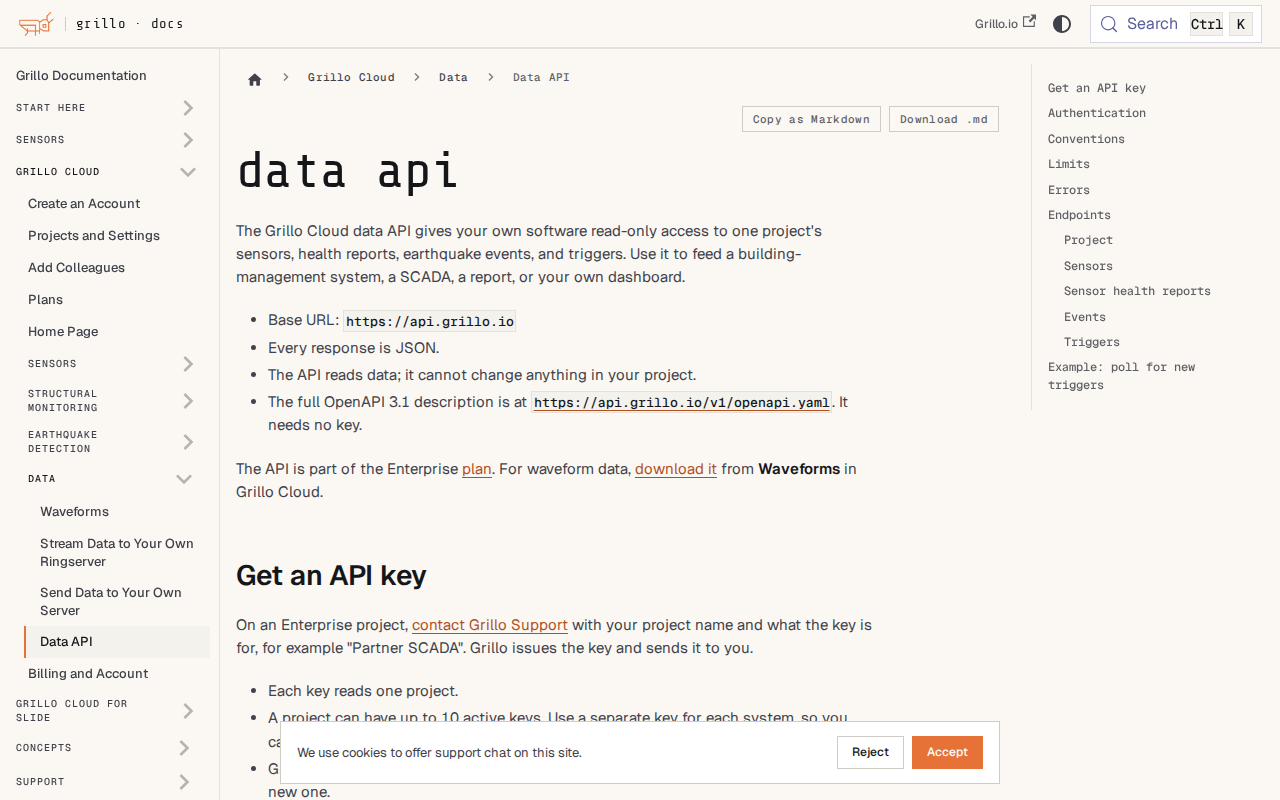 grillo · docs
Grillo.io
Search
Ctrl K
Grillo Documentation
START HERE
SENSORS
GRILLO CLOUD
Create an Account
Projects and Settings
Add Colleagues
Plans
Home Page
SENSORS
STRUCTURAL
MONITORING
EARTHQUAKE
DETECTION
DATA
Waveforms
Stream Data to Your Own
Ringserver
Send Data to Your Own
Server
Data API
Billing and Account
GRILLO CLOUD FOR
SLIDE
CONCEPTS
SUPPORT
Grillo Cloud
Data
Data API
Copy as Markdown
Download .md
data api
The Grillo Cloud data API gives your own software read-only access to one project's
sensors, health reports, earthquake events, and triggers. Use it to feed a building-
management system, a SCADA, a report, or your own dashboard.
Base URL: https://api.grillo.io
Every response is JSON.
The API reads data; it cannot change anything in your project.
The full OpenAPI 3.1 description is at https://api.grillo.io/v1/openapi.yaml. It
needs no key.
The API is part of the Enterprise plan. For waveform data, download it from Waveforms in
Grillo Cloud.
Get an API key
On an Enterprise project, contact Grillo Support with your project name and what the key is
for, for example "Partner SCADA". Grillo issues the key and sends it to you.
Each key reads one project.
A project can have up to 10 active keys. Use a separate key for each system, so you
new one.
We use cookies to offer support chat on this site.
Reject
Accept
Get an API key
Authentication
Conventions
Limits
Errors
Endpoints
Project
Sensors
Sensor health reports
Events
Triggers
Example: poll for new
triggers